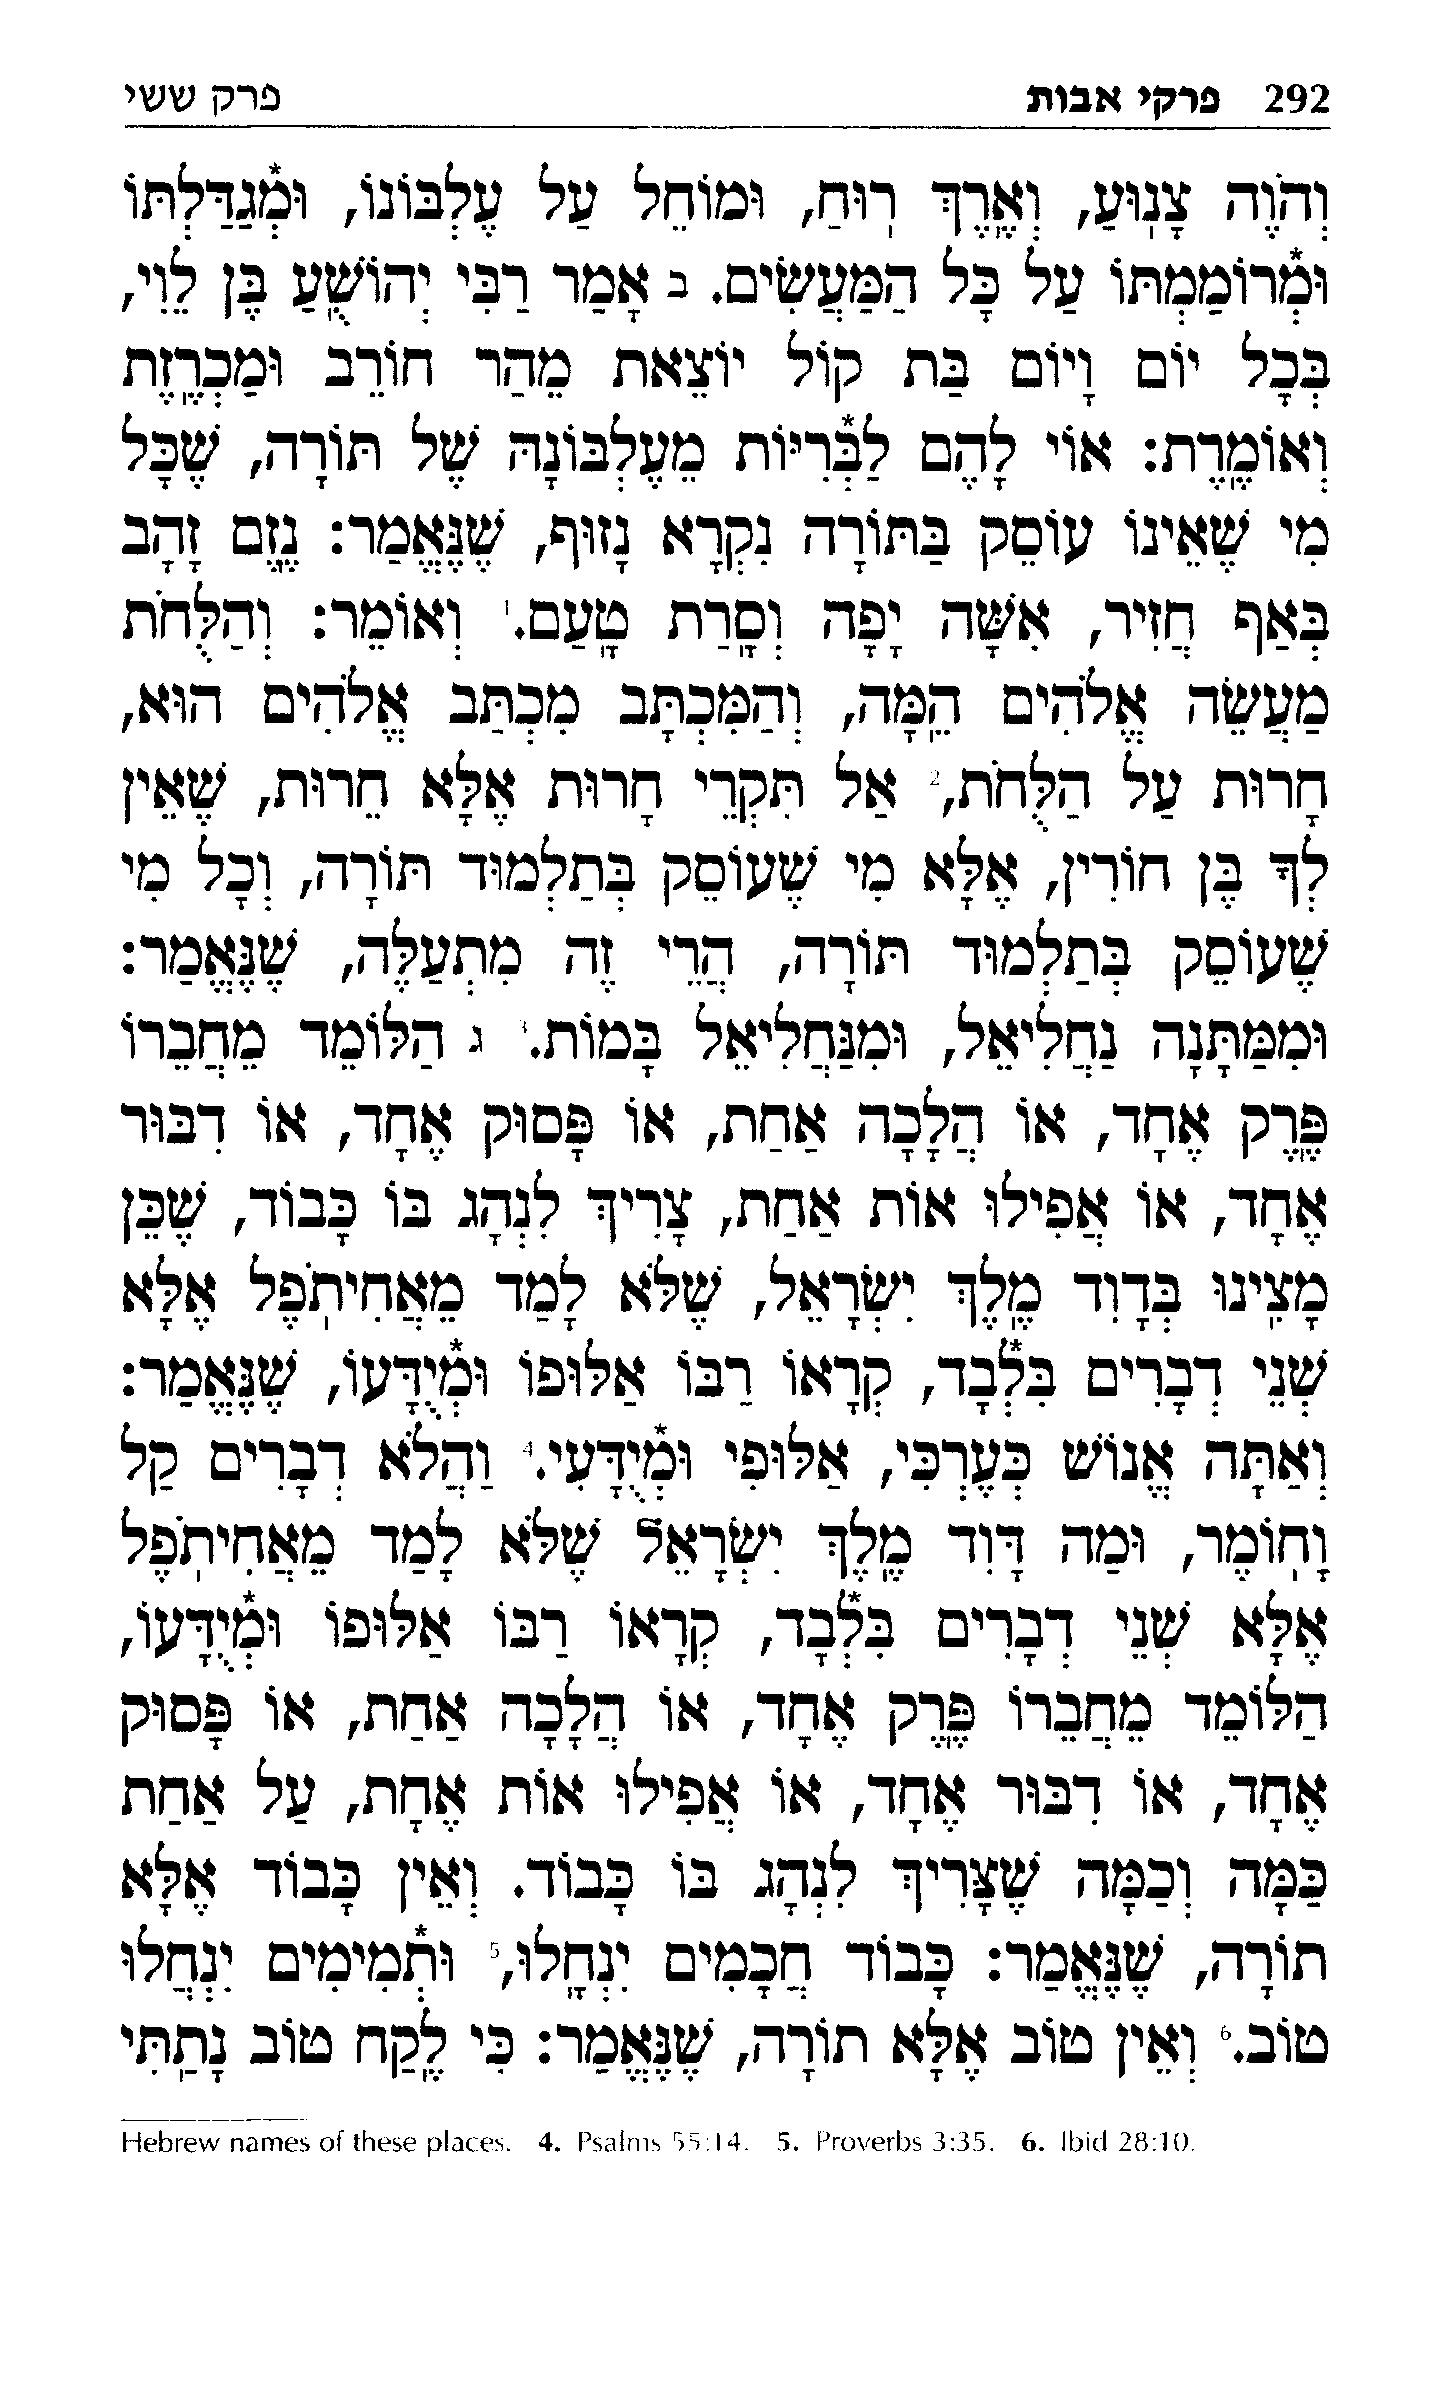 292 פרקי אבות פרק ששי
וְהֹוֶה צָנֽוּעַ, וְאֶֽרֶךְ רֽוּחַ, וּמוֹחֵל עַל עֶלְבּוֹנוֹ, וּמְ֯גַדַּלְתּוֹ
וּמְ֯רוֹמַמְתּוֹ עַל כָּל הַמַּעֲשִׂים. ב אָמַר רַבִּי יְהוֹשֻֽׁעַ בֶּן לֵוִי,
בְּכָל יוֹם וָיוֹם בַּת קוֹל יוֹצֵאת מֵהַר חוֹרֵב וּמַכְרֶֽזֶת
וְאוֹמֶֽרֶת: אוֹי לָהֶם לַבְּ֯רִיּוֹת מֵעֶלְבּוֹנָהּ שֶׁל תּוֹרָה, שֶׁכָּל
מִי שֶׁאֵינוֹ עוֹסֵק בַּתּוֹרָה נִקְרָא נָזוּף, שֶׁנֶּאֱמַר: נֶֽזֶם זָהָב
בְּאַף חֲזִיר, אִשָּׁה יָפָה וְסָֽרַת טָֽעַם.¹ וְאוֹמֵר: וְהַלֻּחֹת
מַעֲשֵׂה אֱלֹהִים הֵֽמָּה, וְהַמִּכְתָּב מִכְתַּב אֱלֹהִים הוּא,
חָרוּת עַל הַלֻּחֹת,² אַל תִּקְרֵי חָרוּת אֶלָּא חֵרוּת, שֶׁאֵין
לְךָ בֶּן חוֹרִין, אֶלָּא מִי שֶׁעוֹסֵק בְּתַלְמוּד תּוֹרָה, וְכָל מִי
שֶׁעוֹסֵק בְּתַלְמוּד תּוֹרָה, הֲרֵי זֶה מִתְעַלֶּה, שֶׁנֶּאֱמַר:
וּמִמַּתָּנָה נַחֲלִיאֵל, וּמִנַּחֲלִיאֵל בָּמוֹת.³ ג הַלּוֹמֵד מֵחֲבֵרוֹ
פֶּֽרֶק אֶחָד, אוֹ הֲלָכָה אַחַת, אוֹ פָּסוּק אֶחָד, אוֹ דִבּוּר
אֶחָד, אוֹ אֲפִילוּ אוֹת אַחַת, צָרִיךְ לִנְהָג בּוֹ כָּבוֹד, שֶׁכֵּן
מָצִֽינוּ בְּדָוִד מֶֽלֶךְ יִשְׂרָאֵל, שֶׁלֹּא לָמַד מֵאֲחִיתֹֽפֶל אֶלָּא
שְׁנֵי דְבָרִים בִּלְ֯בָד, קְרָאוֹ רַבּוֹ אַלּוּפוֹ וּמְ֯יֻדָּעוֹ, שֶׁנֶּאֱמַר:
וְאַתָּה אֱנוֹשׁ כְּעֶרְכִּי, אַלּוּפִי וּמְ֯יֻדָּעִי.⁴ וַהֲלֹא דְבָרִים קַל
וָחֽוֹמֶר, וּמַה דָּוִד מֶֽלֶךְ יִשְׂרָאֵל שֶׁלֹּא לָמַד מֵאֲחִיתֹֽפֶל
אֶלָּא שְׁנֵי דְבָרִים בִּלְ֯בָד, קְרָאוֹ רַבּוֹ אַלּוּפוֹ וּמְ֯יֻדָּעוֹ,
הַלּוֹמֵד מֵחֲבֵרוֹ פֶּֽרֶק אֶחָד, אוֹ הֲלָכָה אַחַת, אוֹ פָּסוּק
אֶחָד, אוֹ דִבּוּר אֶחָד, אוֹ אֲפִילוּ אוֹת אֶחָת, עַל אַחַת
כַּמָּה וְכַמָּה שֶׁצָּרִיךְ לִנְהָג בּוֹ כָּבוֹד. וְאֵין כָּבוֹד אֶלָּא
תוֹרָה, שֶׁנֶּאֱמַר: כָּבוֹד חֲכָמִים יִנְחָֽלוּ,⁵ וּתְ֯מִימִים יִנְחֲלוּ
טוֹב.⁶ וְאֵין טוֹב אֶלָּא תוֹרָה, שֶׁנֶּאֱמַר: כִּי לֶֽקַח טוֹב נָתַֽתִּי
Hebrew names of these places. 4. Psalms 55:14. 5. Proverbs 3:35. 6. Ibid 28:10.